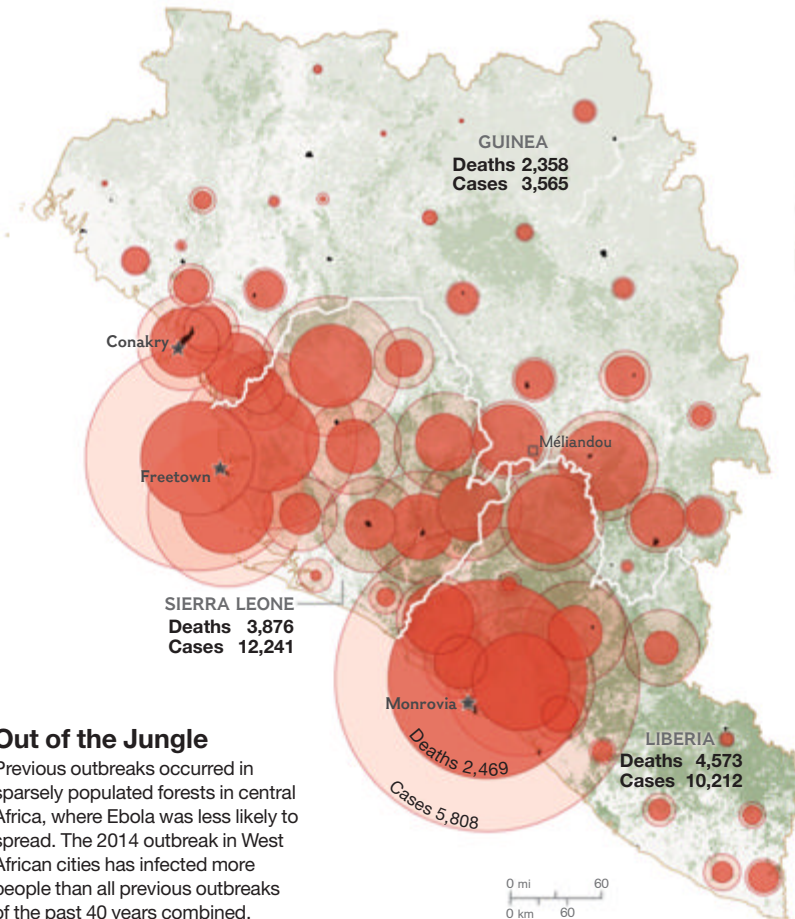 GUINEA
Deaths 2,358
Cases 3,565
Conakry
Méliandou
Freetown
SIERRA LEONE
Deaths 3,876
Cases 12,241
Monrovia
Deaths 2,469
Cases 5,808
LIBERIA
Deaths 4,573
Cases 10,212
Out of the Jungle
Previous outbreaks occurred in
sparsely populated forests in central
Africa, where Ebola was less likely to
spread. The 2014 outbreak in West
African cities has infected more
people than all previous outbreaks
of the past 40 years combined.
0 mi 60
0 km 60